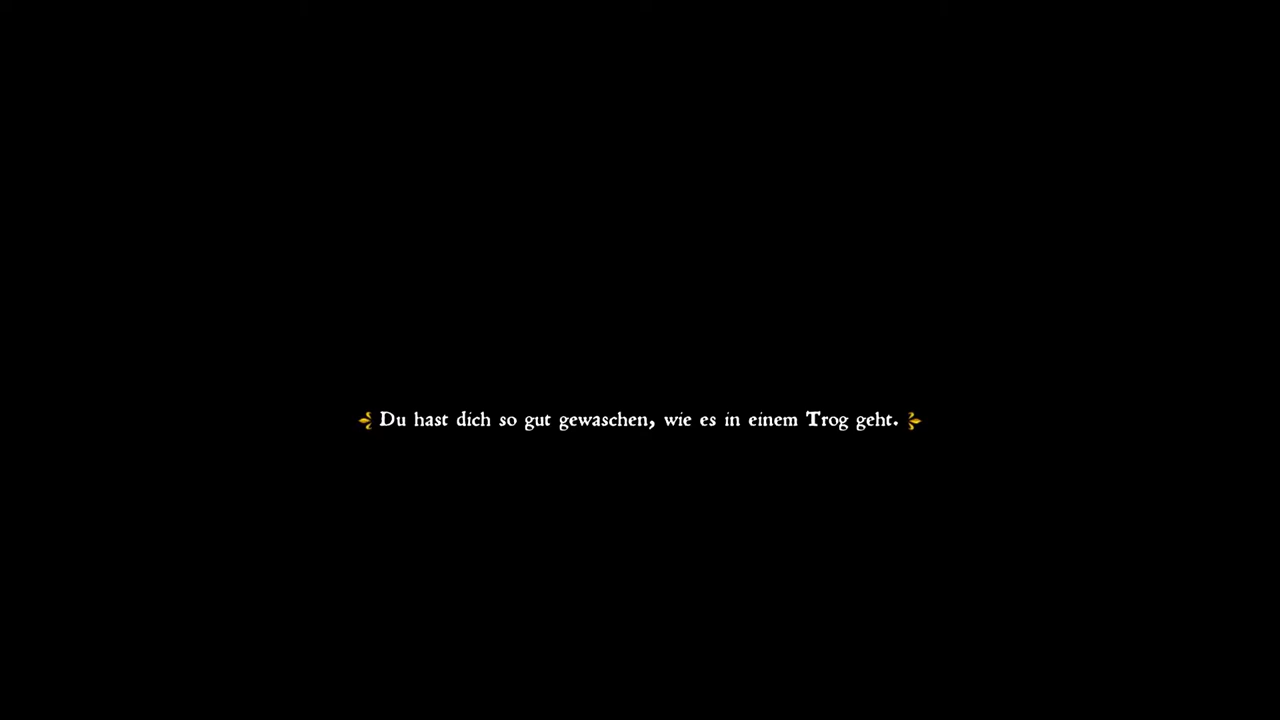 Du hast dich so gut gewaschen, wie es in einem Trog geht.